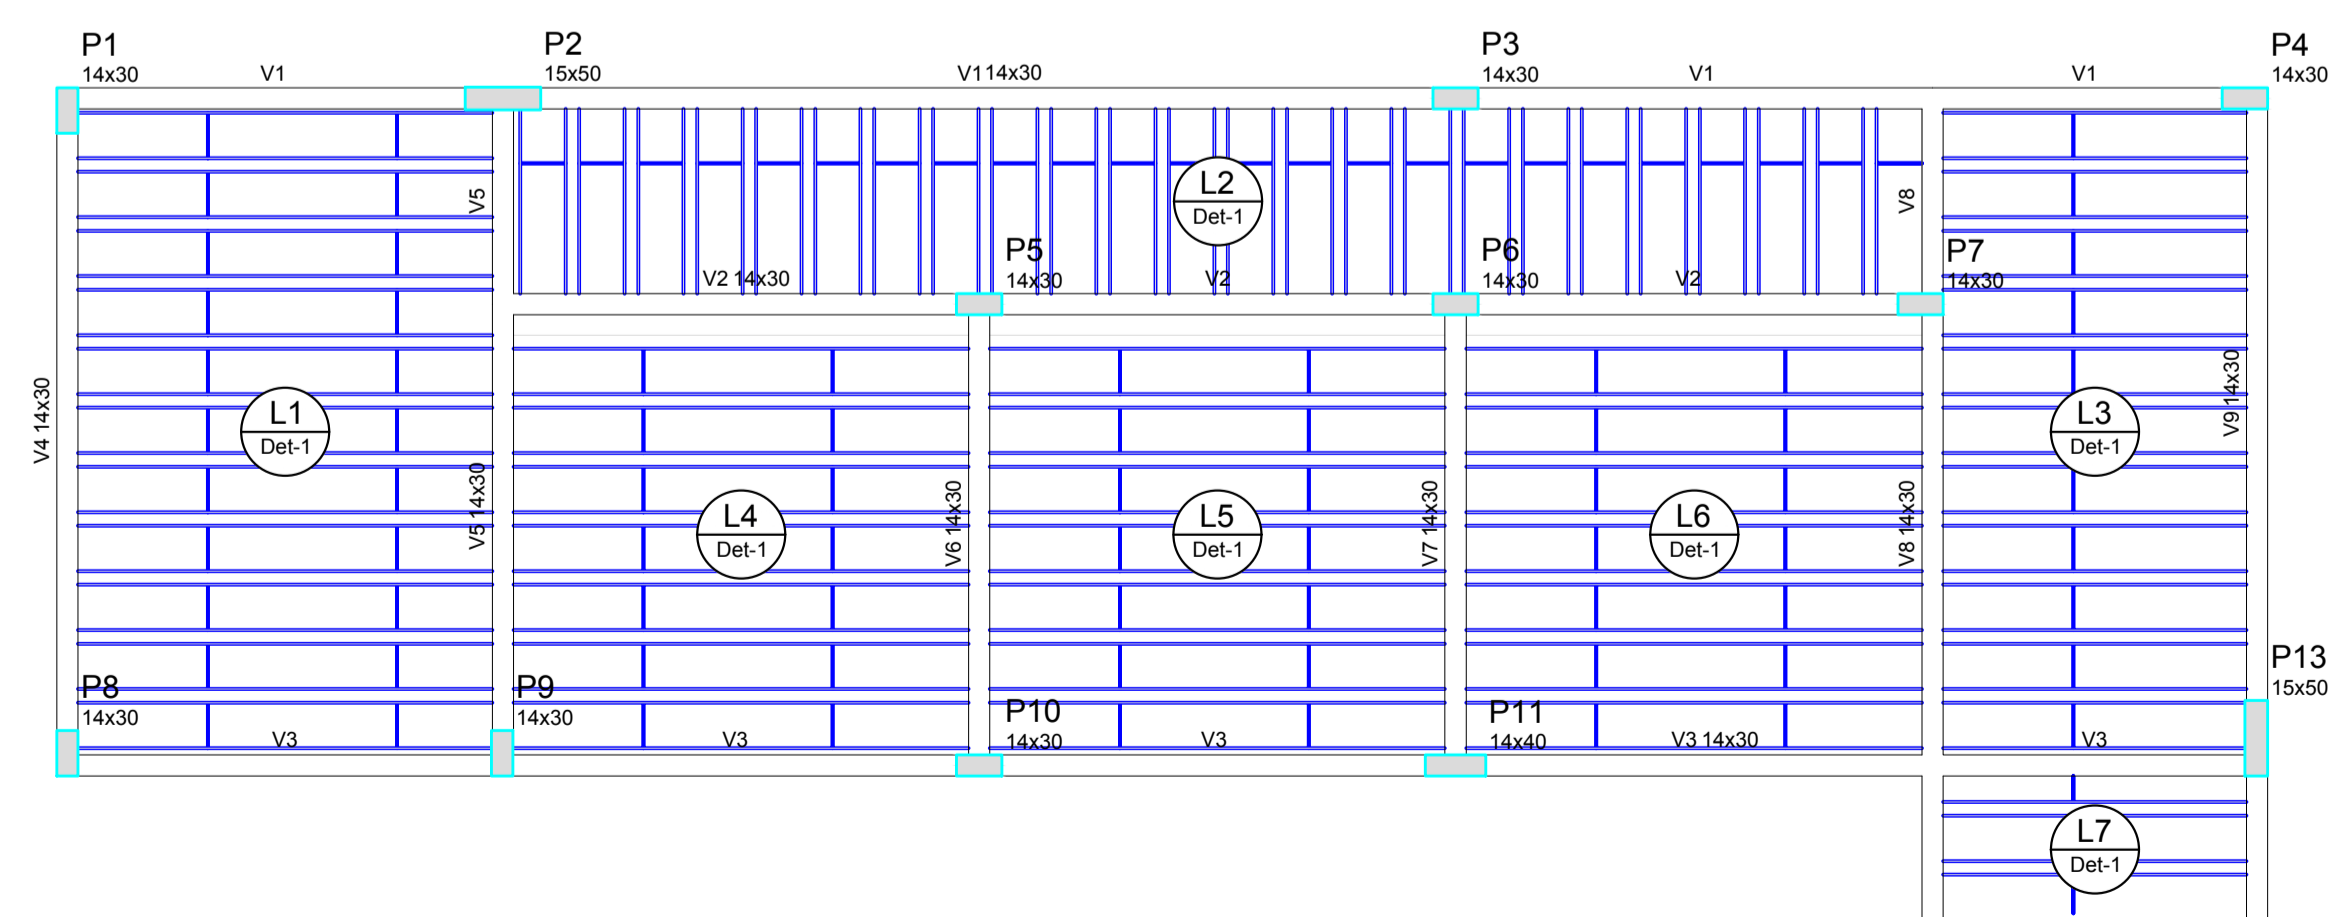 P1
14x30
V1
P2
15x50
V1 14x30
P3
14x30
V1
V1
P4
14x30
V5
L2
Det-1
V8
P5
14x30
V2 14x30
V2
P6
14x30
V2
P7
14x30
V4 14x30
L1
Det-1
V5 14x30
L4
Det-1
V6 14x30
L5
Det-1
V7 14x30
L6
Det-1
V8 14x30
L3
Det-1
V9 14x30
P8
14x30
V3
P9
14x30
V3
P10
14x30
V3
P11
14x40
V3 14x30
V3
P13
15x50
L7
Det-1